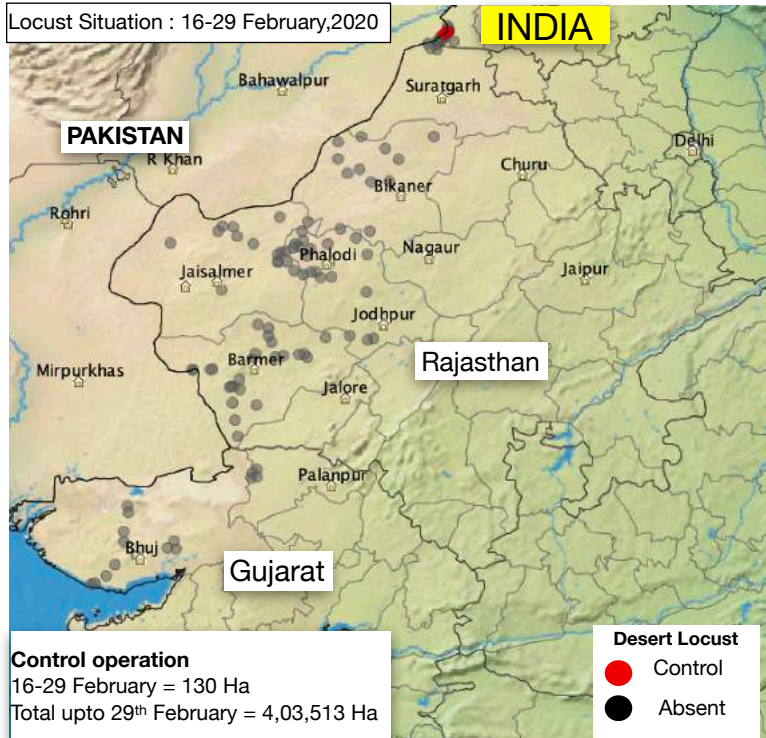 Locust Situation : 16-29 February,2020
INDIA
Bahawalpur
Suratgarh
PAKISTAN
R Khan
Delhi
Churu
Bikaner
Rohri
Nagaur
Phalodi
Jaisalmer
Jaipur
Jodhpur
Barmer
Rajasthan
Mirpurkhas
Jalore
Palanpur
Bhuj
Gujarat
Control operation
16-29 February = 130 Ha
Total upto 29th February = 4,03,513 Ha
Desert Locust
Control
Absent